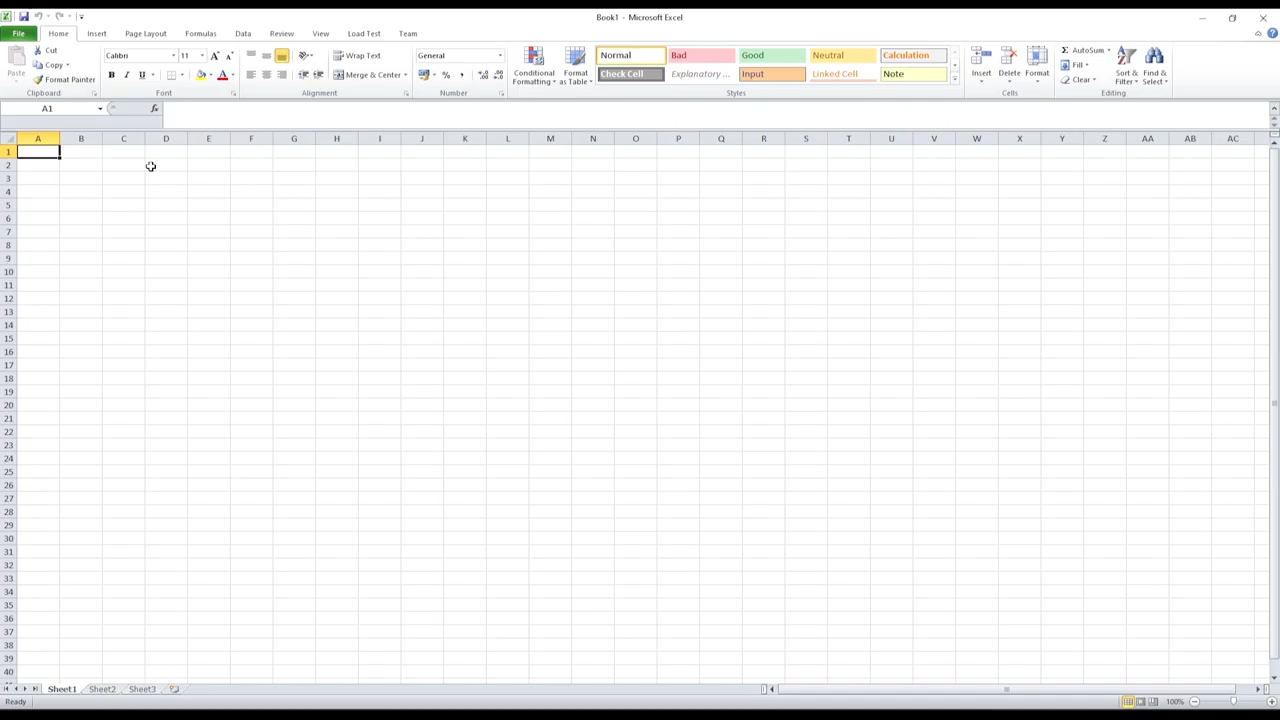 Book1 - Microsoft Excel
File Home Insert Page Layout Formulas Data Review View Load Test Team
Paste
Cut
Copy
Format Painter
Clipboard
Calibri 11
B I U
Font
Wrap Text
Merge & Center
Alignment
General
% ,
Number
Conditional Formatting
Format as Table
Normal Bad Good Neutral Calculation
Check Cell Explanatory ... Input Linked Cell Note
Styles
Insert Delete Format
Cells
Σ AutoSum
Fill
Clear
Sort & Filter
Find & Select
Editing
A1 fx
A B C D E F G H I J K L M N O P Q R S T U V W X Y Z AA AB AC
1
2
3
4
5
6
7
8
9
10
11
12
13
14
15
16
17
18
19
20
21
22
23
24
25
26
27
28
29
30
31
32
33
34
35
36
37
38
39
40
Sheet1 Sheet2 Sheet3
Ready 100%